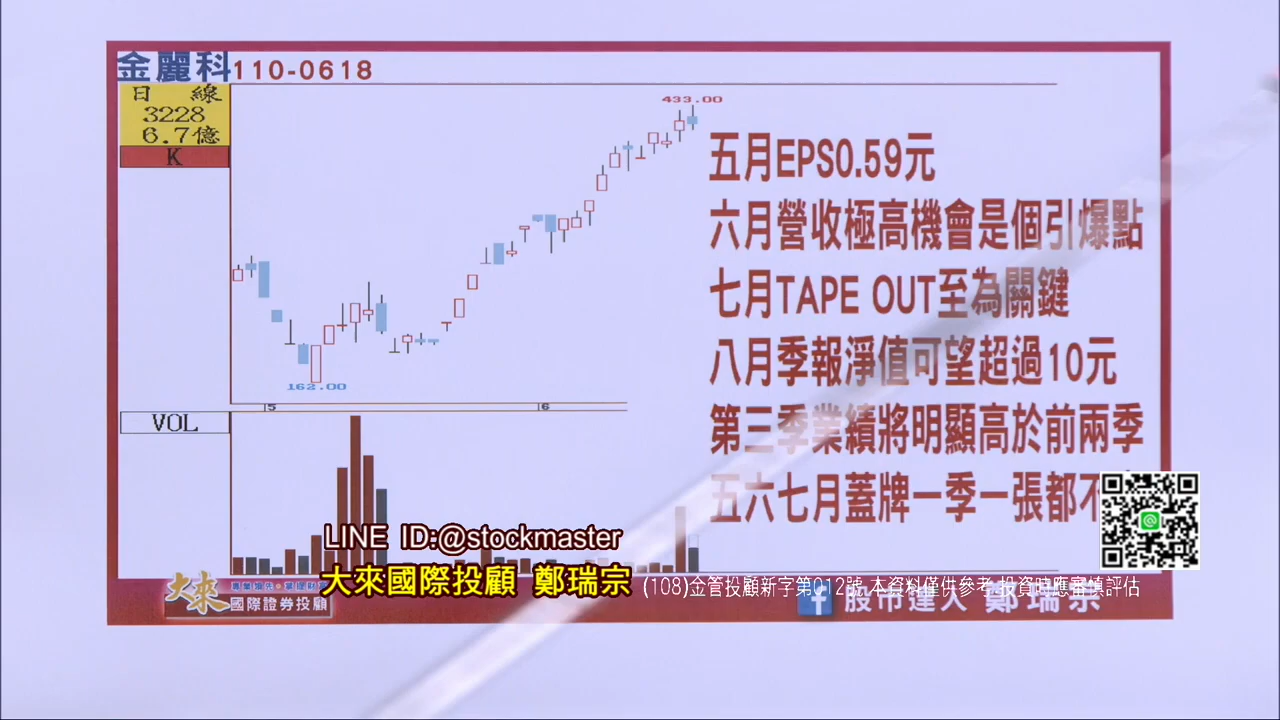 金麗科110-0618
日 線
3228
6.7億
K
433.00
162.00
5
6
VOL
五月EPS0.59元
六月營收極高機會是個引爆點
七月TAPE OUT至為關鍵
八月季報淨值可望超過10元
第三季業績將明顯高於前兩季
五六七月蓋牌一季一張都不
LINE ID:@stockmaster
大來國際投顧 鄭瑞宗
(108)金管投顧新字第012號 本資料僅供參考 投資時應審慎評估
大來
國際證券投顧
股市達人 鄭瑞宗